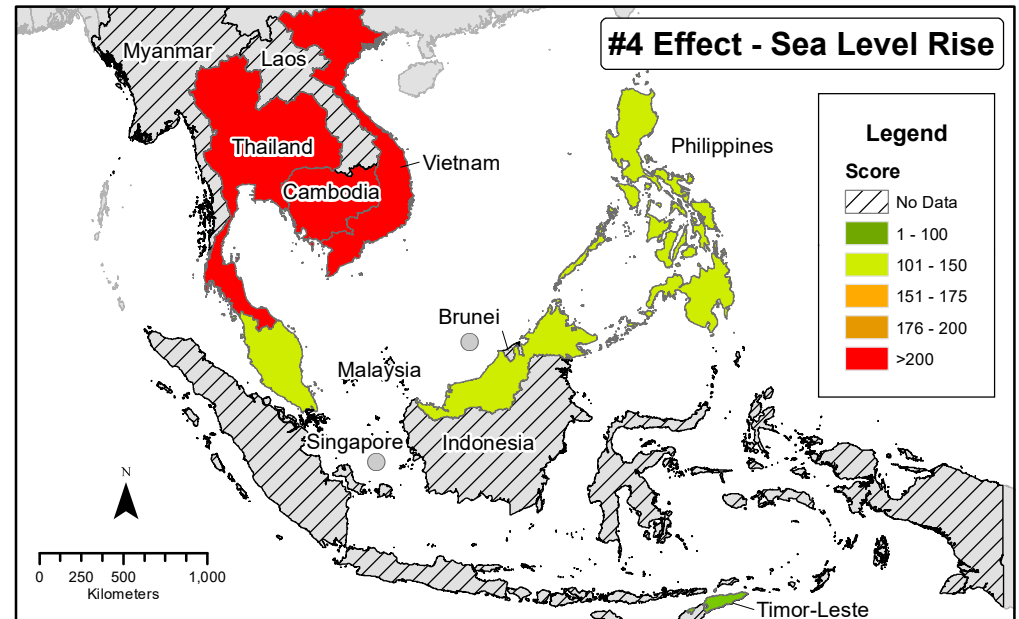 #4 Effect - Sea Level Rise
Myanmar
Laos
Thailand
Cambodia
Vietnam
Philippines
Legend
Score
No Data
1 - 100
101 - 150
151 - 175
176 - 200
>200
Brunei
Malaysia
Singapore
Indonesia
N
0 250 500 1,000
Kilometers
Timor-Leste